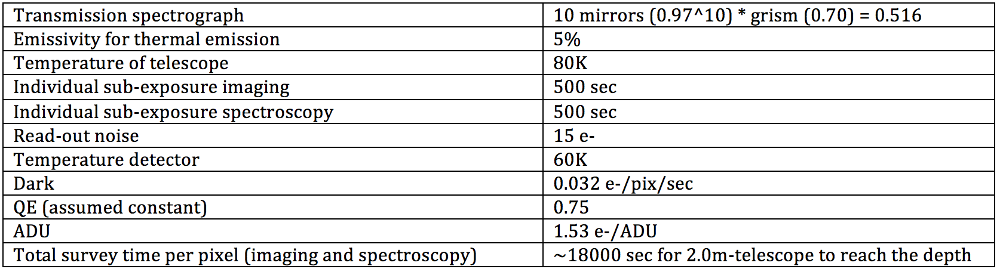 Transmission spectrograph 10 mirrors (0.97^10) * grism (0.70) = 0.516
Emissivity for thermal emission 5%
Temperature of telescope 80K
Individual sub-exposure imaging 500 sec
Individual sub-exposure spectroscopy 500 sec
Read-out noise 15 e-
Temperature detector 60K
Dark 0.032 e-/pix/sec
QE (assumed constant) 0.75
ADU 1.53 e-/ADU
Total survey time per pixel (imaging and spectroscopy) ~18000 sec for 2.0m-telescope to reach the depth